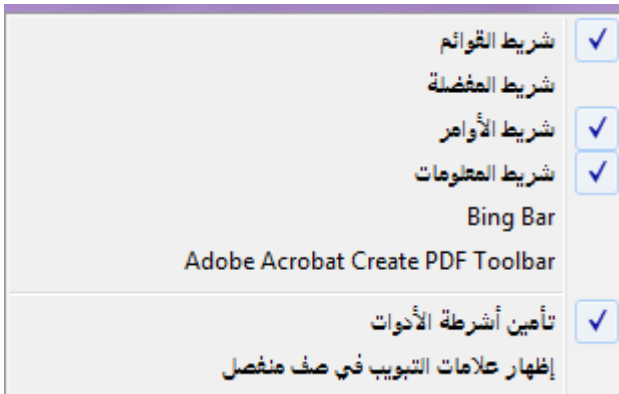 شريط القوائم
شريط المفضلة
شريط الأوامر
شريط المعلومات
Bing Bar
Adobe Acrobat Create PDF Toolbar
تأمين أشرطة الأدوات
إظهار علامات التبويب في صف منفصل